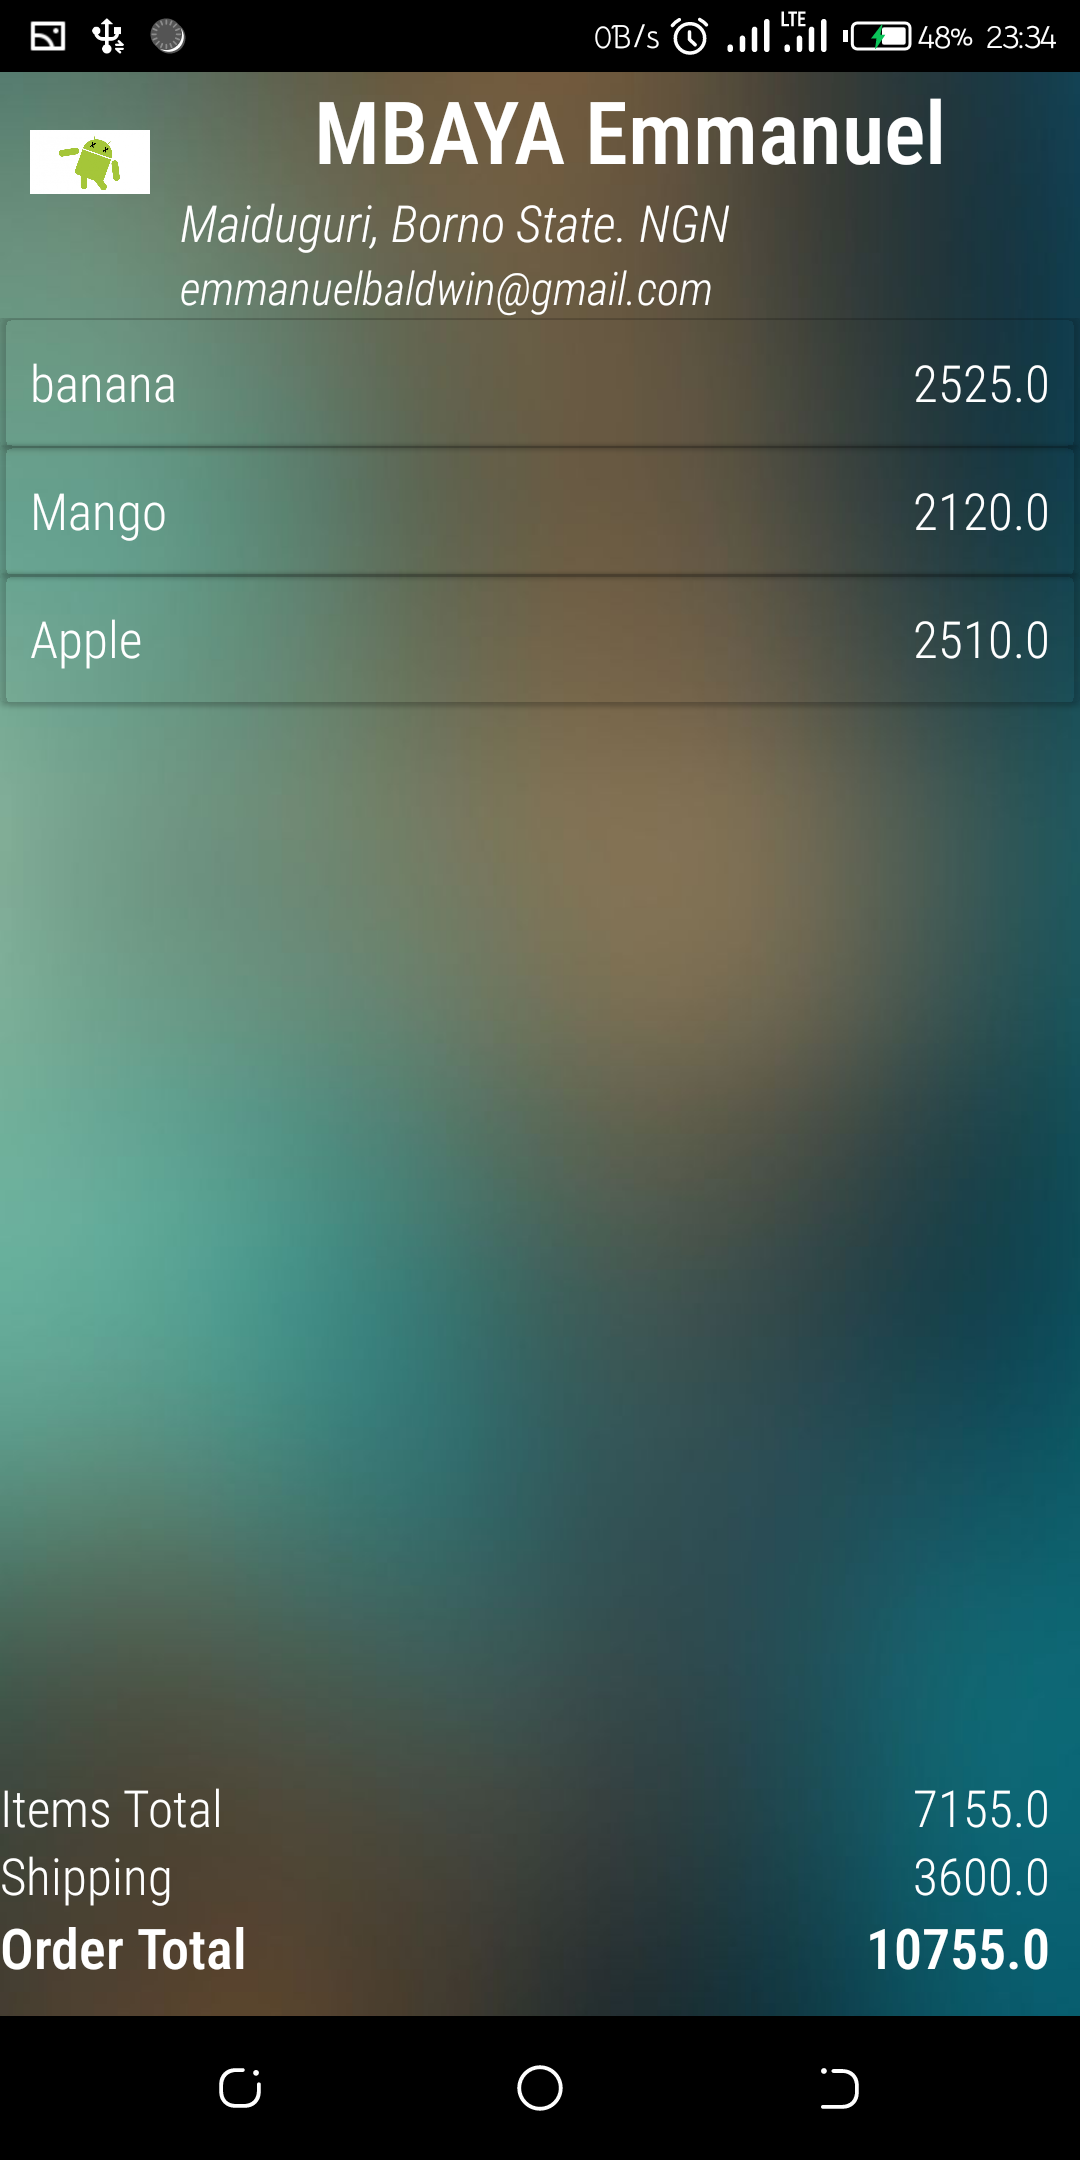 0B/s LTE 48% 23:34
MBAYA Emmanuel
Maiduguri, Borno State. NGN
emmanuelbaldwin@gmail.com
banana 2525.0
Mango 2120.0
Apple 2510.0
Items Total 7155.0
Shipping 3600.0
Order Total 10755.0